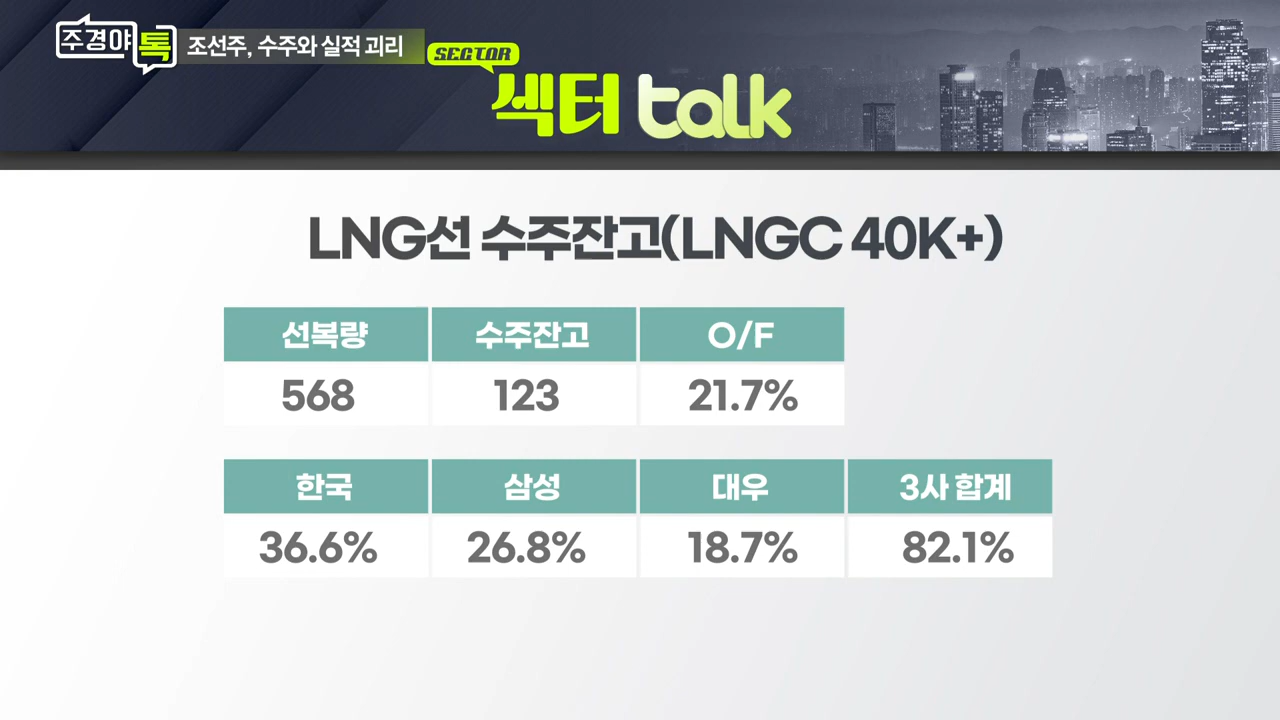 주경야톡
조선주, 수주와 실적 괴리
SECTOR
섹터 talk
LNG선 수주잔고(LNGC 40K+)
선복량 수주잔고 O/F
568 123 21.7%
한국 삼성 대우 3사 합계
36.6% 26.8% 18.7% 82.1%